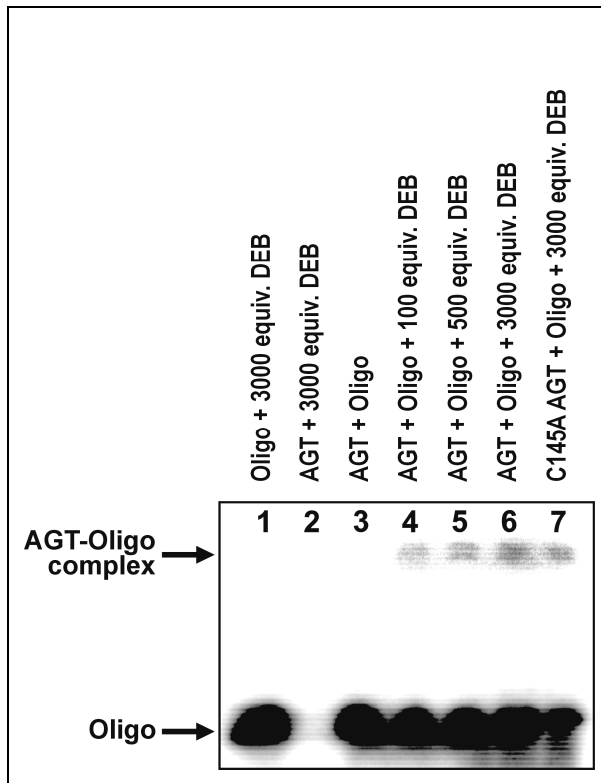 Oligo + 3000 equiv. DEB
AGT + 3000 equiv. DEB
AGT + Oligo
AGT + Oligo + 100 equiv. DEB
AGT + Oligo + 500 equiv. DEB
AGT + Oligo + 3000 equiv. DEB
C145A AGT + Oligo + 3000 equiv. DEB
1 2 3 4 5 6 7
AGT-Oligo
complex
Oligo